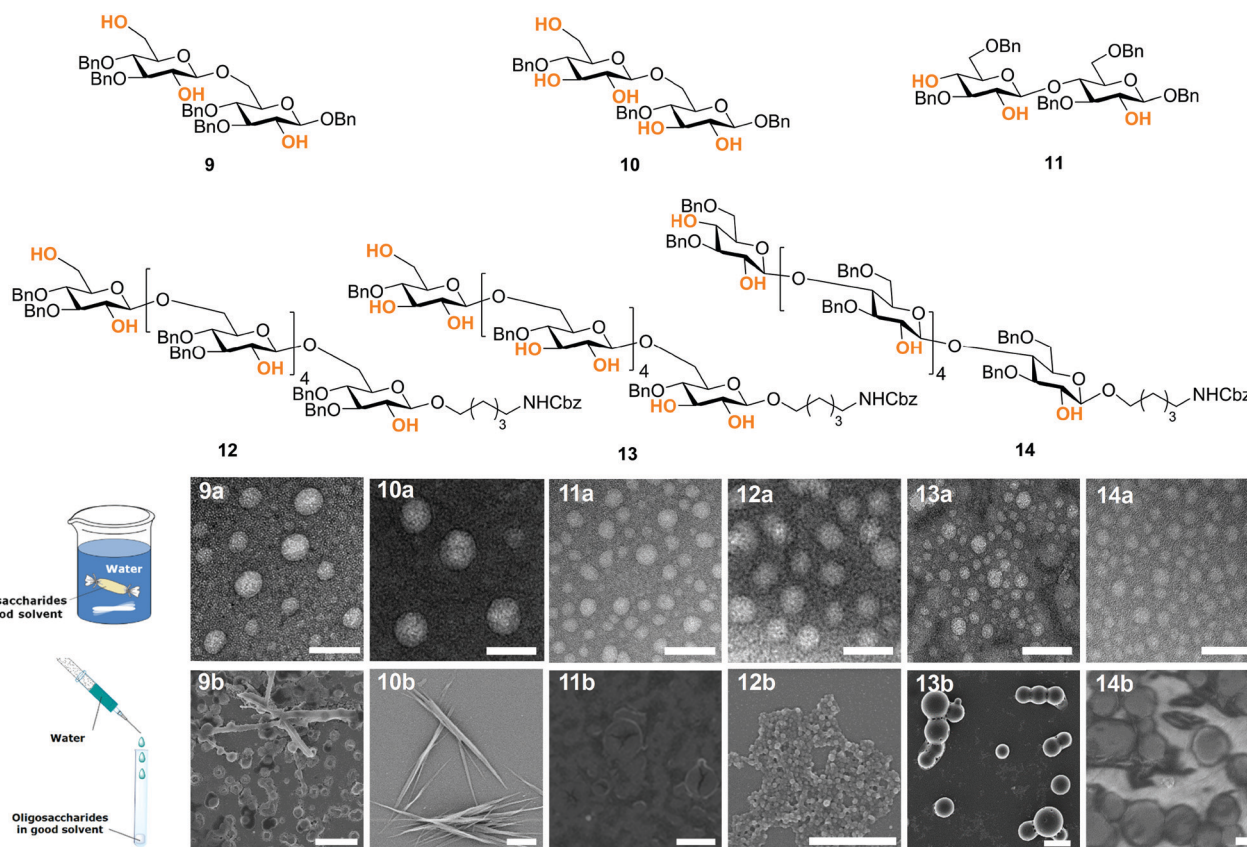 HO
BnO
O
BnO
OH
O
BnO
O
BnO
OBn
OH
9
HO
BnO
O
HO
OH
O
BnO
O
HO
OBn
OH
10
OBn
HO
O
BnO
OH
O
OBn
O
BnO
OBn
OH
11
HO
BnO
O
BnO
OH
O
BnO
O
BnO
OH
4
O
BnO
O
BnO
OH
O
3
NHCbz
12
HO
BnO
O
HO
OH
O
BnO
O
HO
OH
4
O
BnO
O
HO
OH
O
3
NHCbz
13
BnO
HO
O
BnO
OH
O
BnO
O
BnO
OH
4
O
OBn
O
BnO
OH
O
3
NHCbz
14
Water
saccharides
od solvent
9a
10a
11a
12a
13a
14a
Water
Oligosaccharides
in good solvent
9b
10b
11b
12b
13b
14b